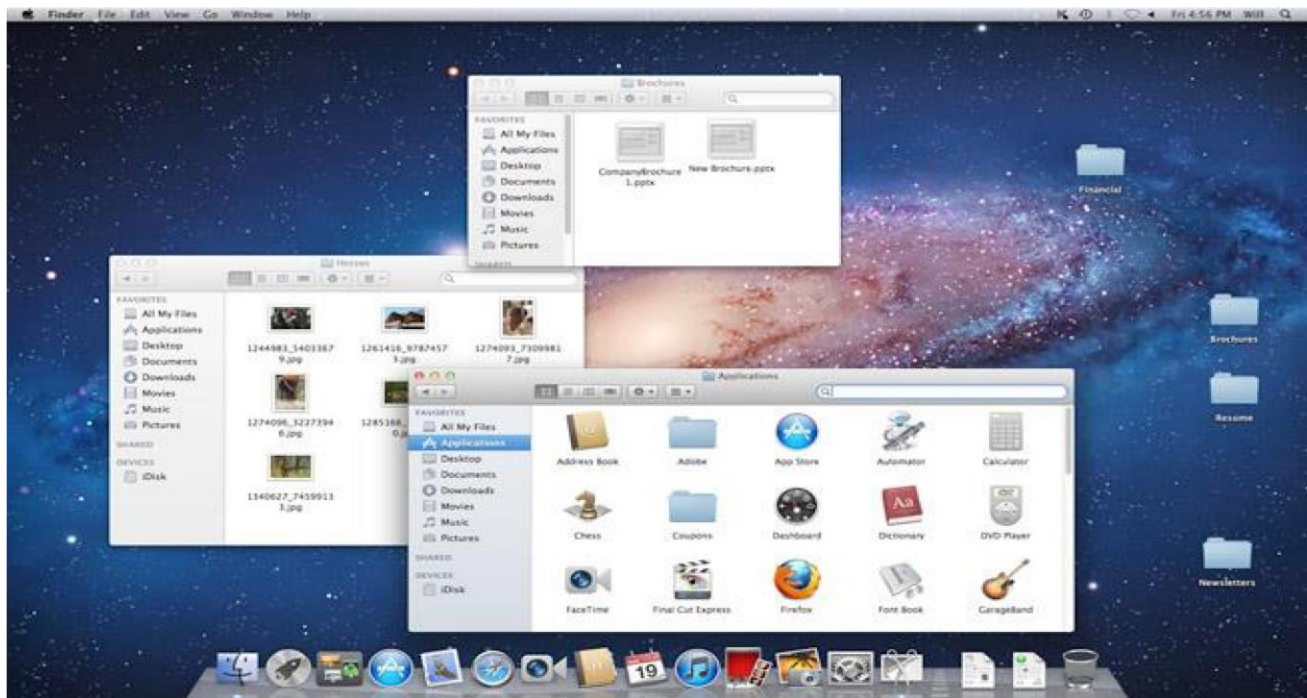 Finder File Edit View Go Window Help
Fri 4:56 PM Will
Brochures
FAVORITES
All My Files
Applications
Desktop
Documents
Downloads
Movies
Music
Pictures
SHARED
CompanyBrochure
1.pptx
New Brochure.pptx
Financial
Brochures
Resume
Newsletters
Heroes
FAVORITES
All My Files
Applications
Desktop
Documents
Downloads
Movies
Music
Pictures
SHARED
DEVICES
iDisk
1244983_5403367
9.jpg
1261416_9787457
3.jpg
1274093_7309981
7.jpg
1274096_3227394
6.jpg
1285168_
1340627_7459913
3.jpg
Applications
FAVORITES
All My Files
Applications
Desktop
Documents
Downloads
Movies
Music
Pictures
SHARED
DEVICES
iDisk
Address Book
Adobe
App Store
Automator
Calculator
Chess
Coupons
Dashboard
Aa
Dictionary
DVD Player
FaceTime
Final Cut Express
Firefox
Font Book
GarageBand
19